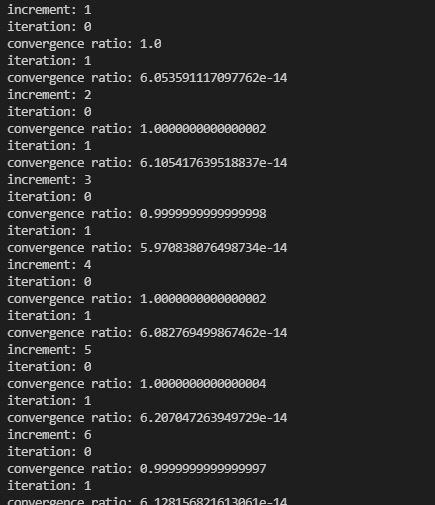 increment: 1
iteration: 0
convergence ratio: 1.0
iteration: 1
convergence ratio: 6.053591117097762e-14
increment: 2
iteration: 0
convergence ratio: 1.0000000000000002
iteration: 1
convergence ratio: 6.105417639518837e-14
increment: 3
iteration: 0
convergence ratio: 0.9999999999999998
iteration: 1
convergence ratio: 5.970838076498734e-14
increment: 4
iteration: 0
convergence ratio: 1.0000000000000002
iteration: 1
convergence ratio: 6.082769499867462e-14
increment: 5
iteration: 0
convergence ratio: 1.0000000000000004
iteration: 1
convergence ratio: 6.207047263949729e-14
increment: 6
iteration: 0
convergence ratio: 0.9999999999999997
iteration: 1
convergence ratio: 6.128156821613061e-14